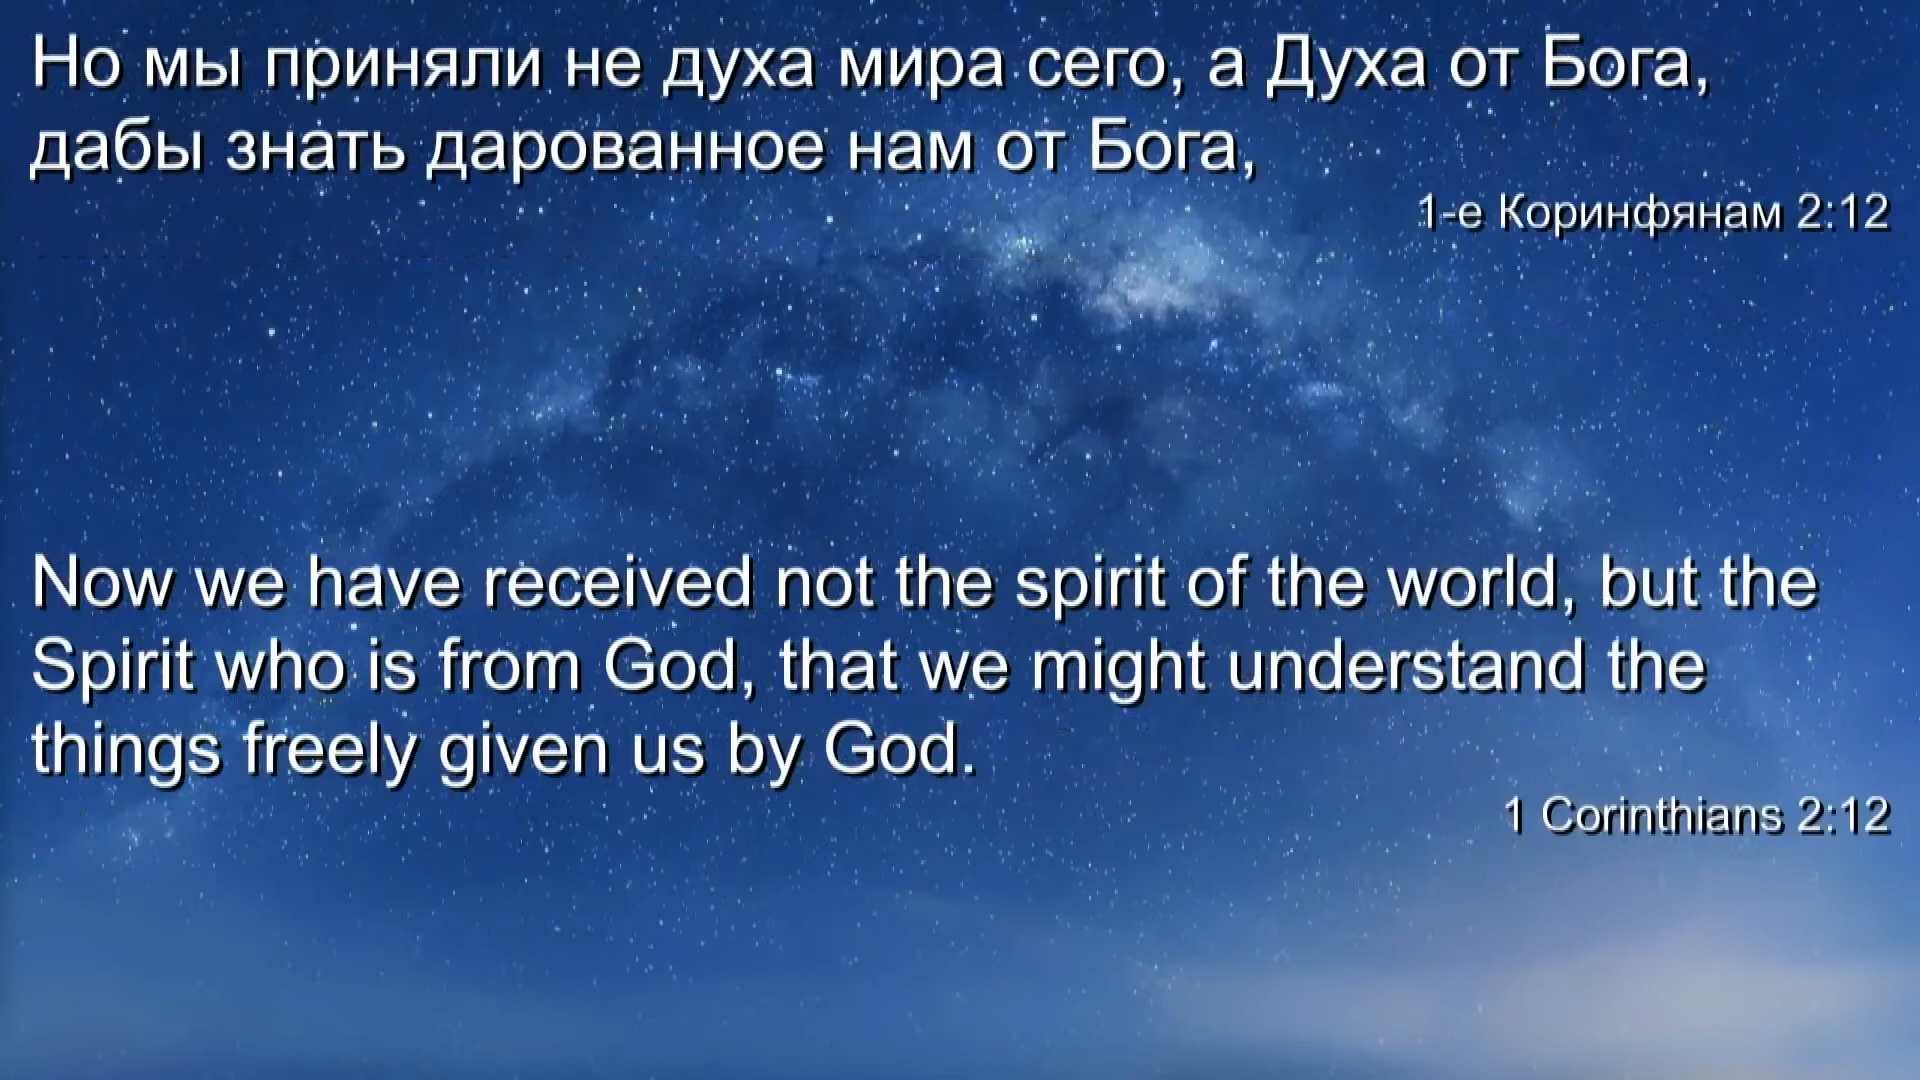 Но мы приняли не духа мира сего, а Духа от Бога,
дабы знать дарованное нам от Бога,
1-е Коринфянам 2:12
Now we have received not the spirit of the world, but the
Spirit who is from God, that we might understand the
things freely given us by God.
1 Corinthians 2:12